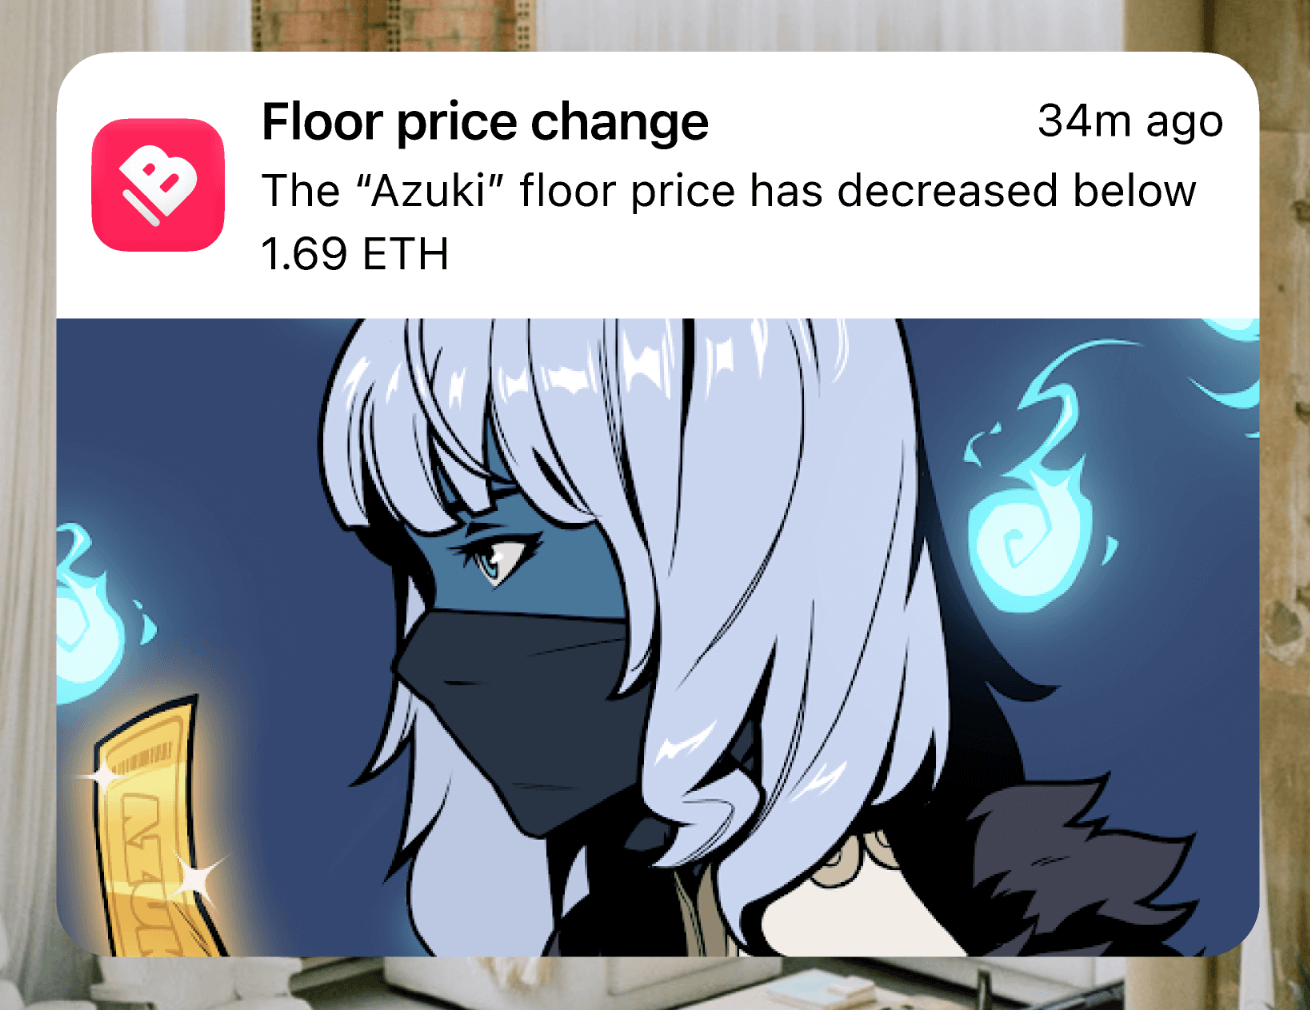 Floor price change
34m ago
The “Azuki” floor price has decreased below
1.69 ETH